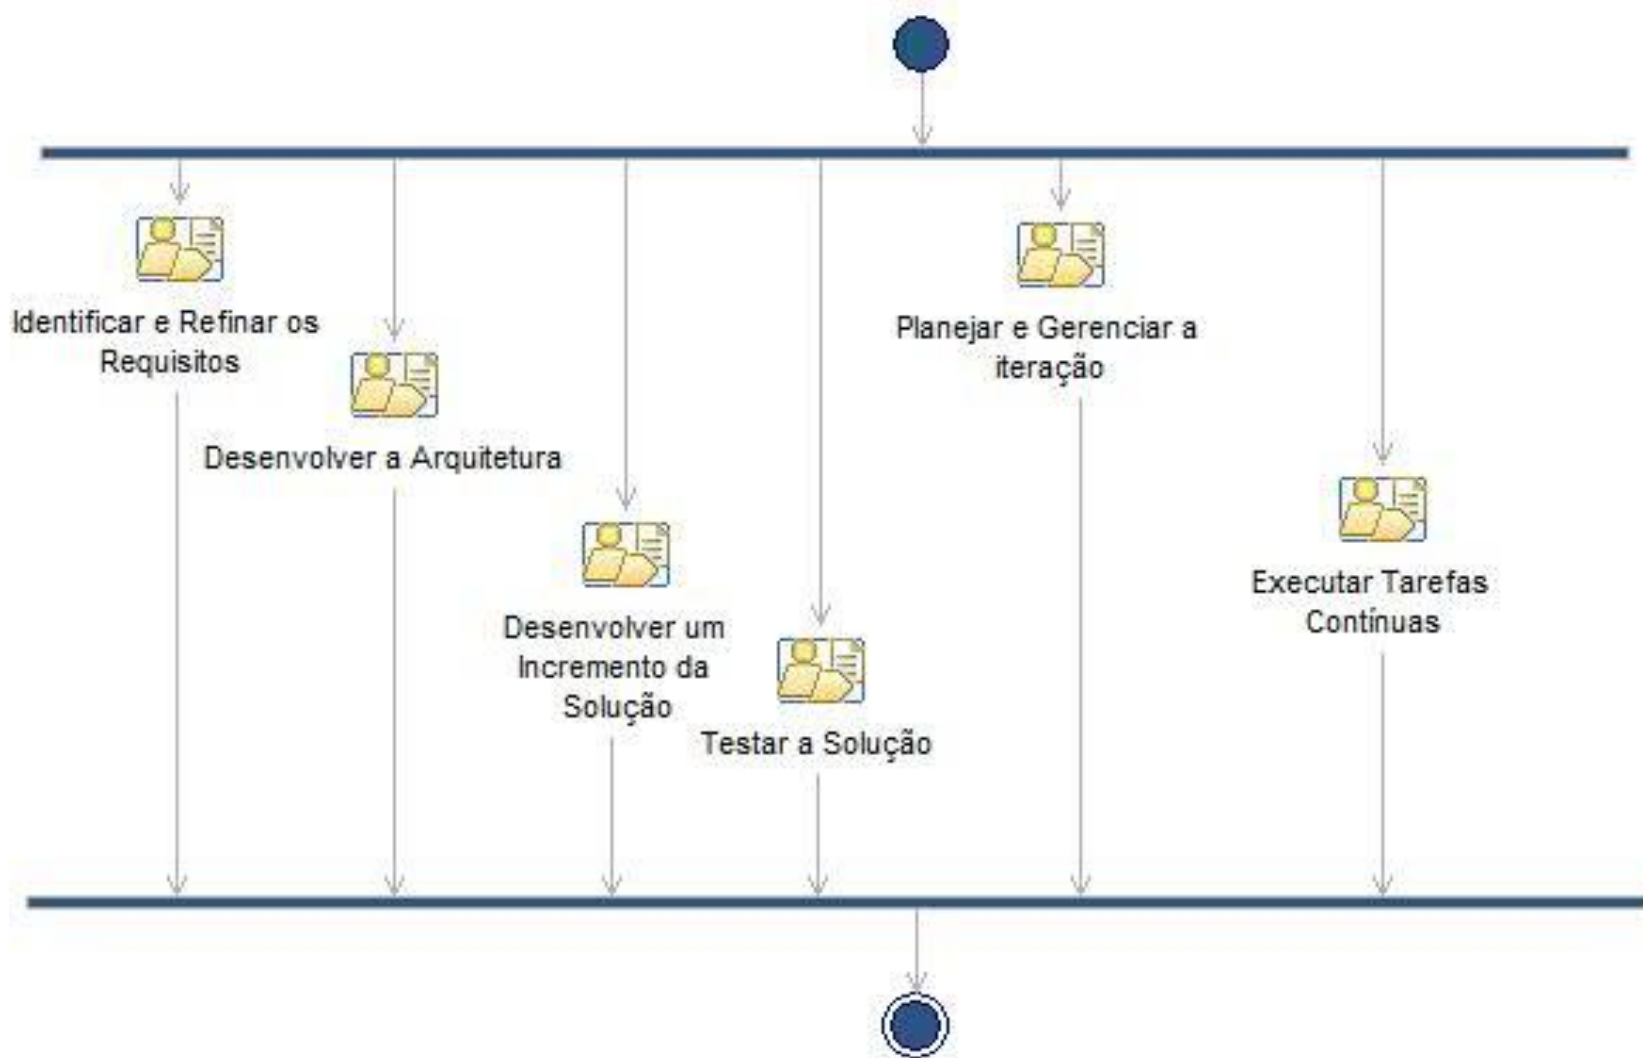 Identificar e Refinar os
Requisitos
Desenvolver a Arquitetura
Desenvolver um
Incremento da
Solução
Testar a Solução
Planejar e Gerenciar a
iteração
Executar Tarefas
Contínuas